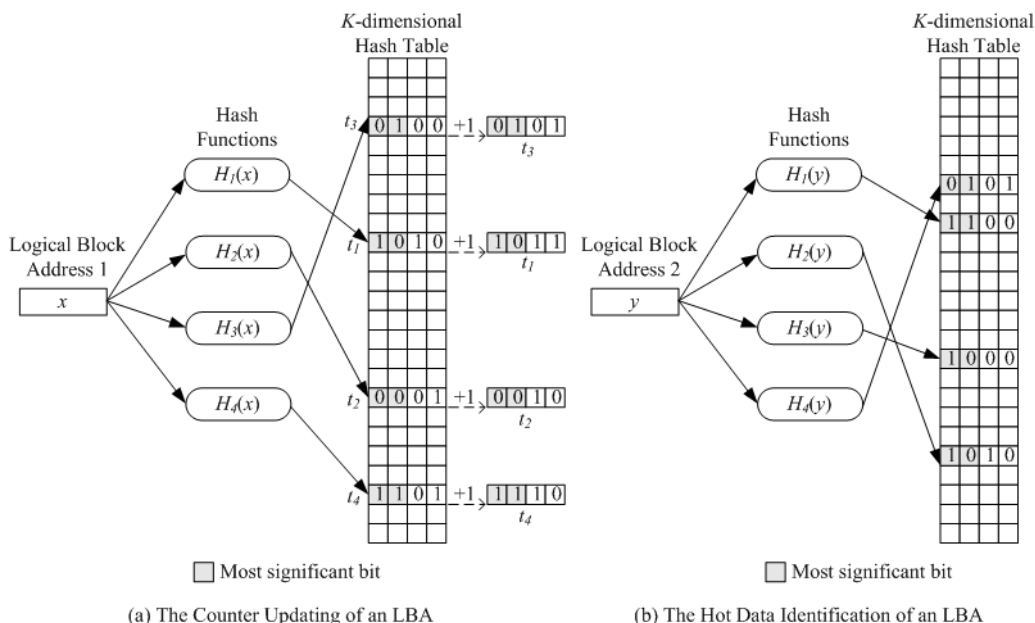 K-dimensional
Hash Table
Hash
Functions
t3 0 1 0 0 +1 0 1 0 1
t3
H1(x)
t1 1 0 1 0 +1 1 0 1 1
t1
Logical Block
Address 1
H2(x)
x
H3(x)
t2 0 0 0 1 +1 0 0 1 0
t2
H4(x)
t4 1 1 0 1 +1 1 1 1 0
t4
Most significant bit
(a) The Counter Updating of an LBA
K-dimensional
Hash Table
Hash
Functions
H1(y)
0 1 0 1
1 1 0 0
Logical Block
Address 2
H2(y)
y
H3(y)
1 0 0 0
H4(y)
1 0 1 0
Most significant bit
(b) The Hot Data Identification of an LBA